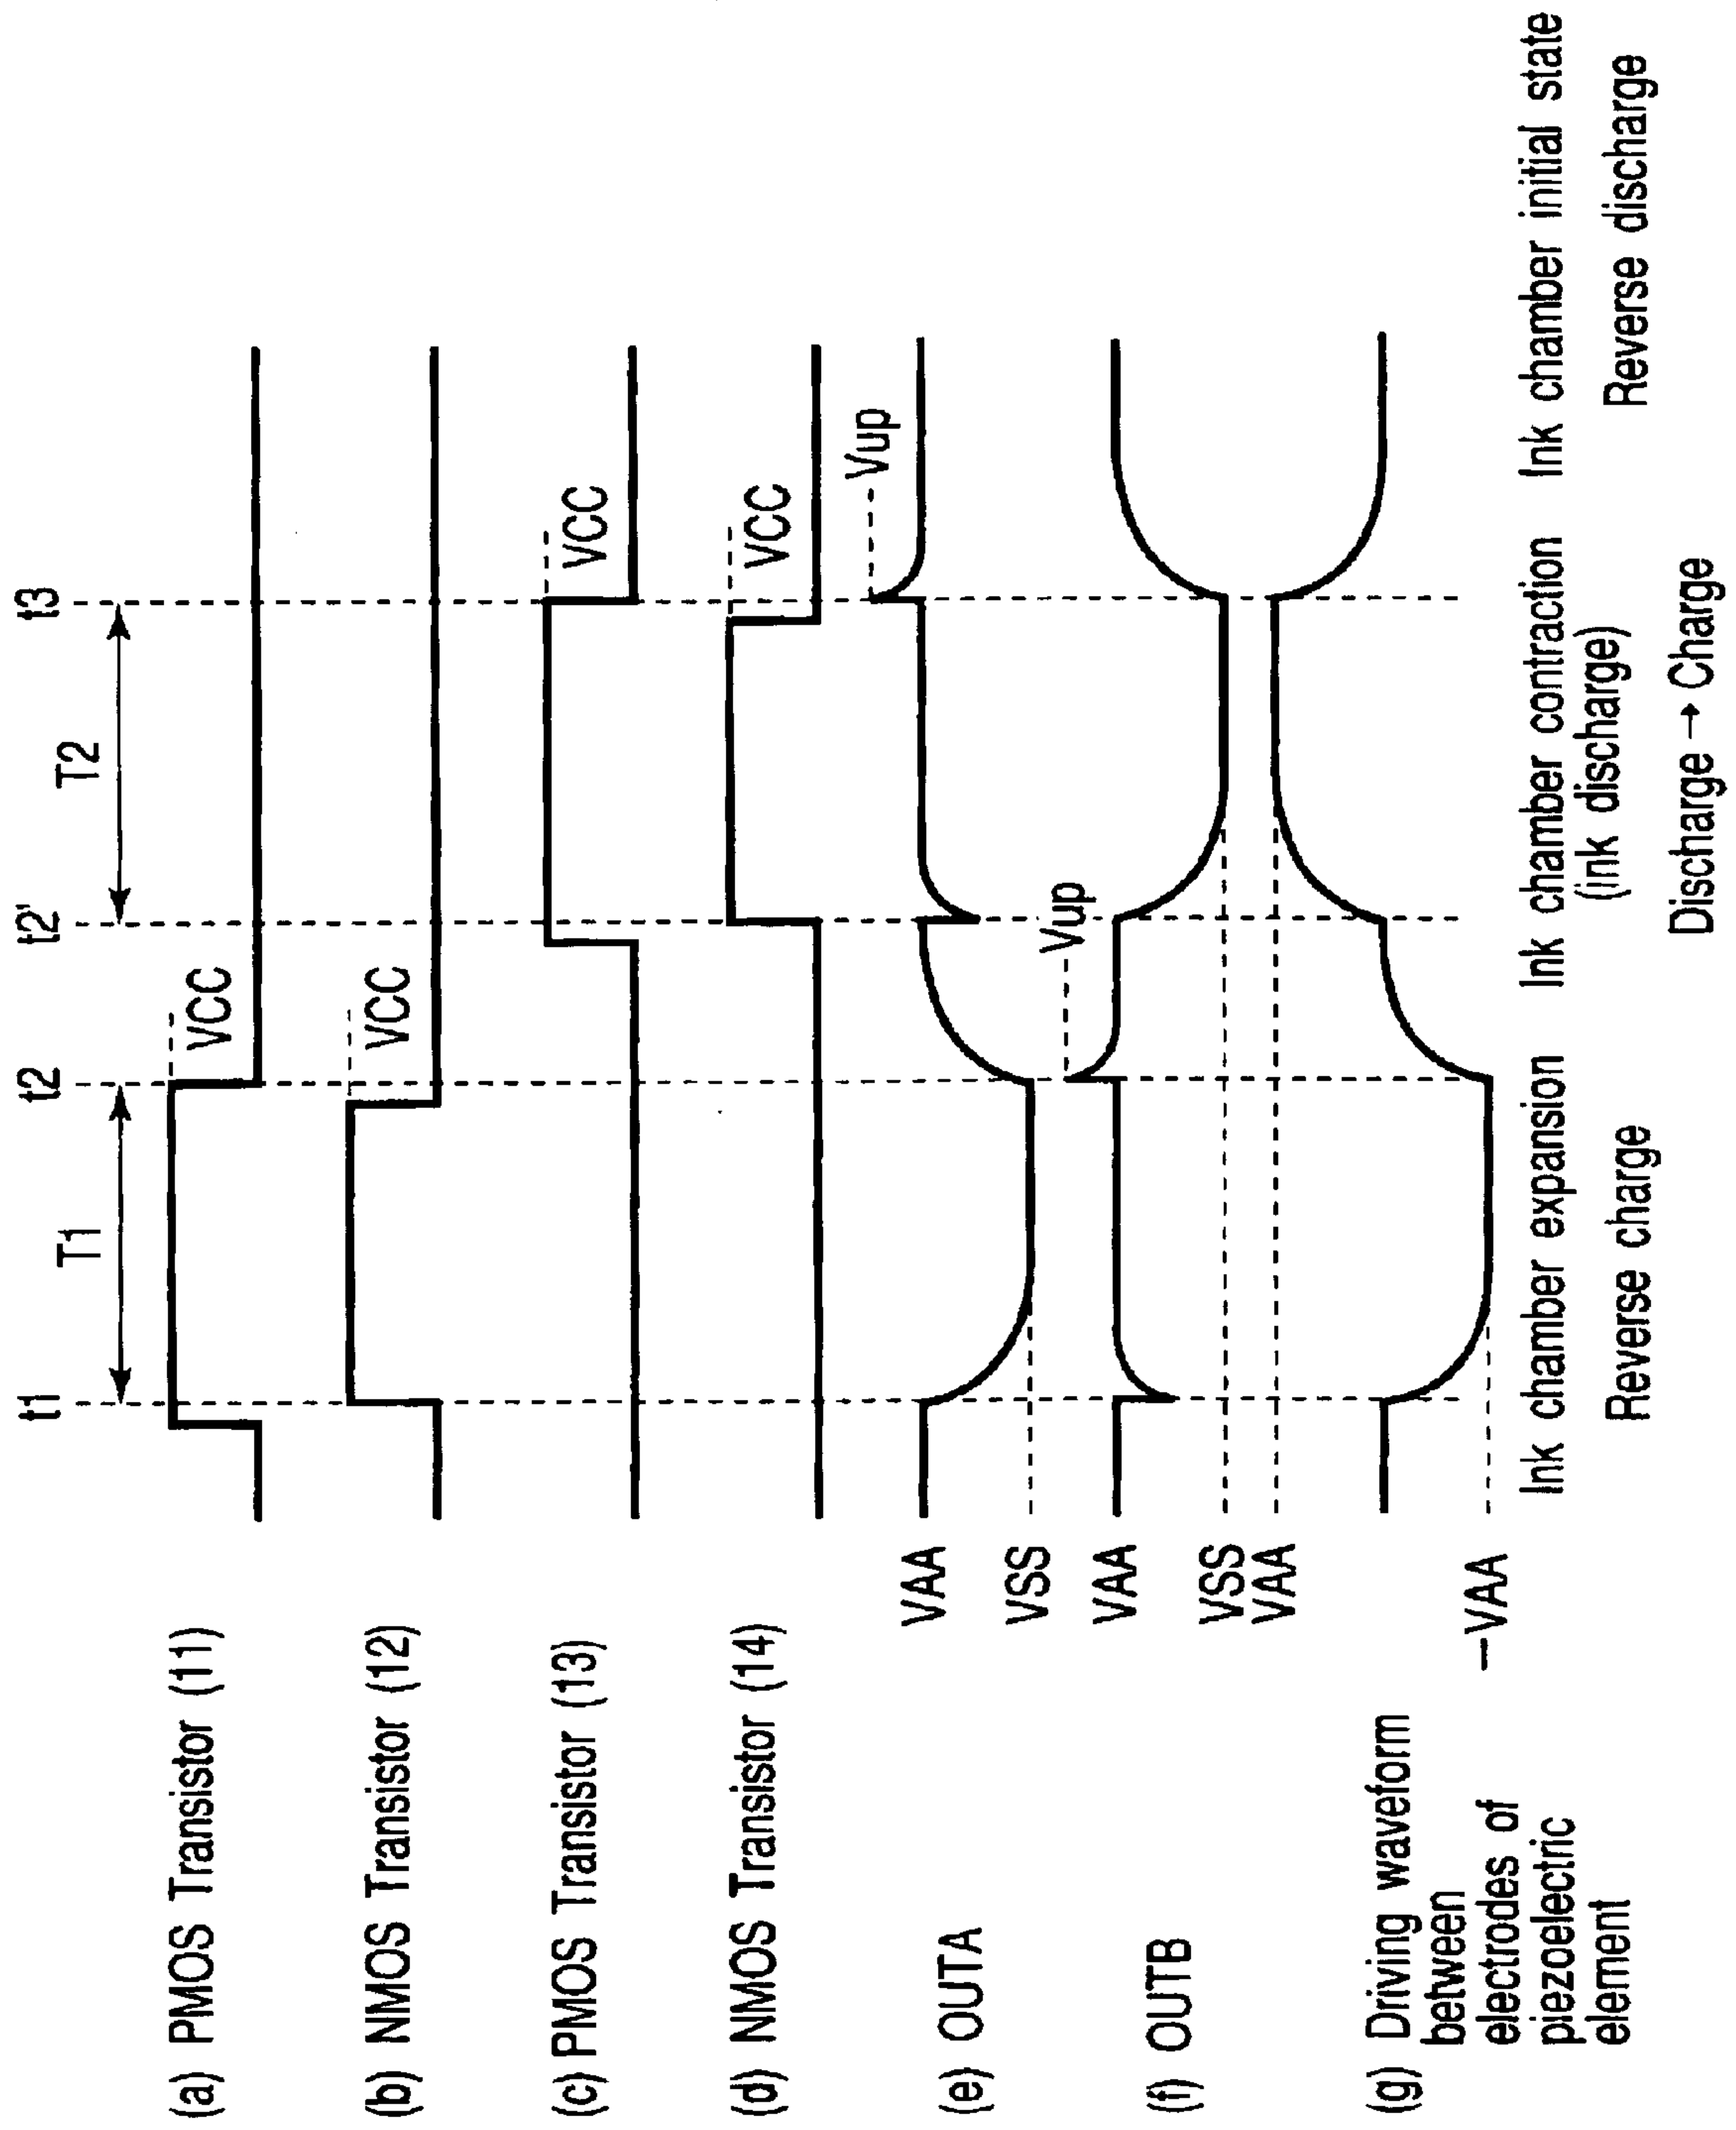 t1
t2
t2'
t3
T1
T2
(a) PMOS Transistor (11)
VCC
(b) NMOS Transistor (12)
VCC
(c) PMOS Transistor (13)
VCC
(d) NMOS Transistor (14)
VCC
(e) OUTA
VAA
VSS
Vup
(f) OUTB
VAA
VSS
Vup
(g) Driving waveform
between
electrodes of
piezoelectric
element
VAA
−VAA
Ink chamber expansion
Reverse charge
Ink chamber contraction
(ink discharge)
Discharge → Charge
Ink chamber initial state
Reverse discharge